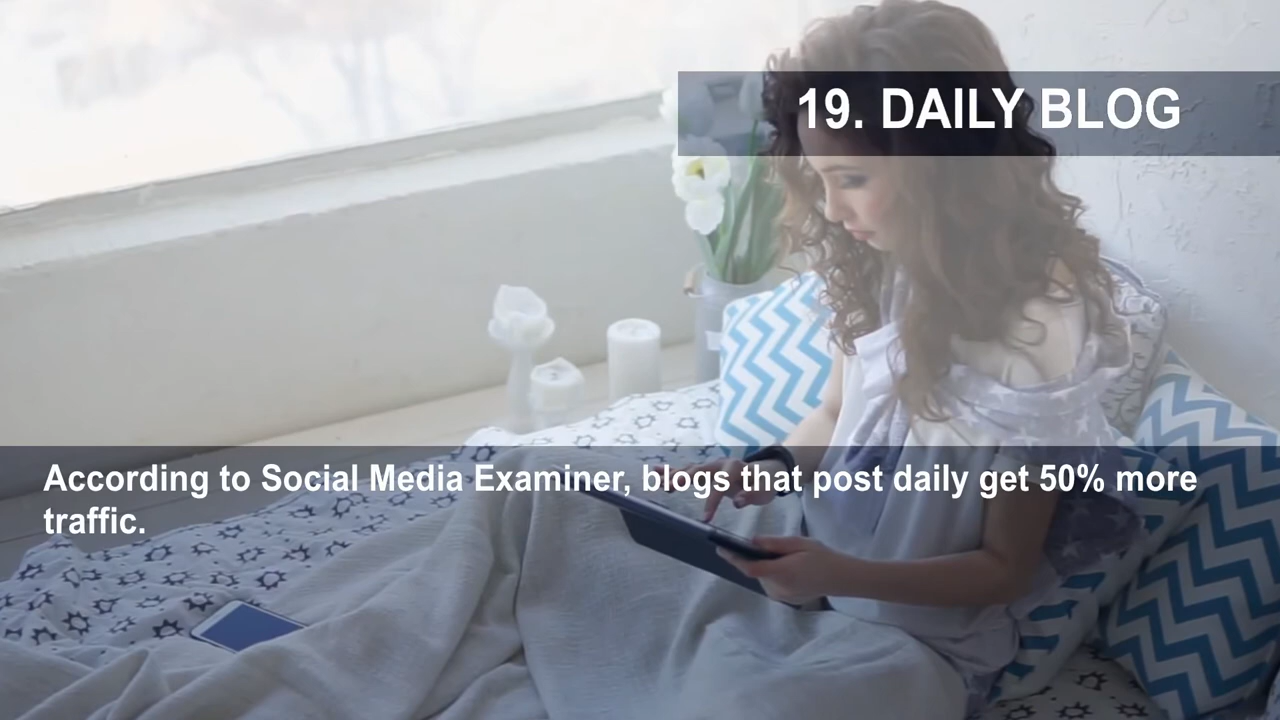 19. DAILY BLOG
According to Social Media Examiner, blogs that post daily get 50% more
traffic.